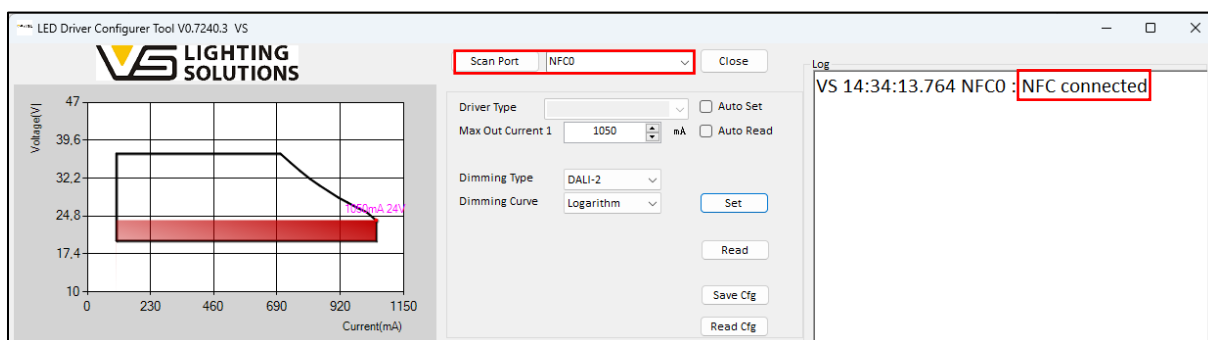 LED Driver Configurer Tool V0.7240.3 VS
VS LIGHTING
SOLUTIONS
Scan Port NFC0 Close
Log
VS 14:34:13.764 NFC0 : NFC connected
Voltage[V]
47
39,6
32,2
24,8
17,4
10
0 230 460 690 920 1150
Current(mA)
1050mA 24V
Driver Type Auto Set
Max Out Current 1 1050 mA Auto Read
Dimming Type DALI-2
Dimming Curve Logarithm Set
Read
Save Cfg
Read Cfg